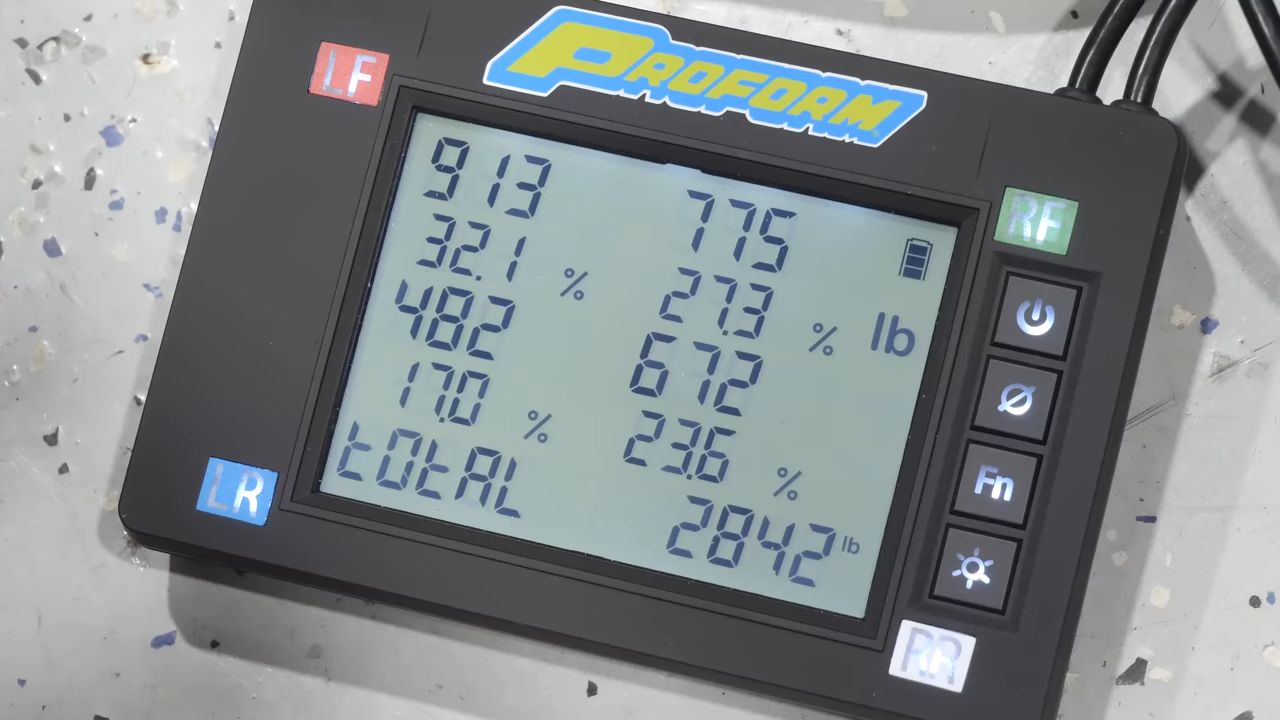 PROFORM
LF
RF
913 775
32.1 % 27.3 % lb
482 672
17.0 % 23.6 %
tOtAL 2842 lb
Fn
LR
RR